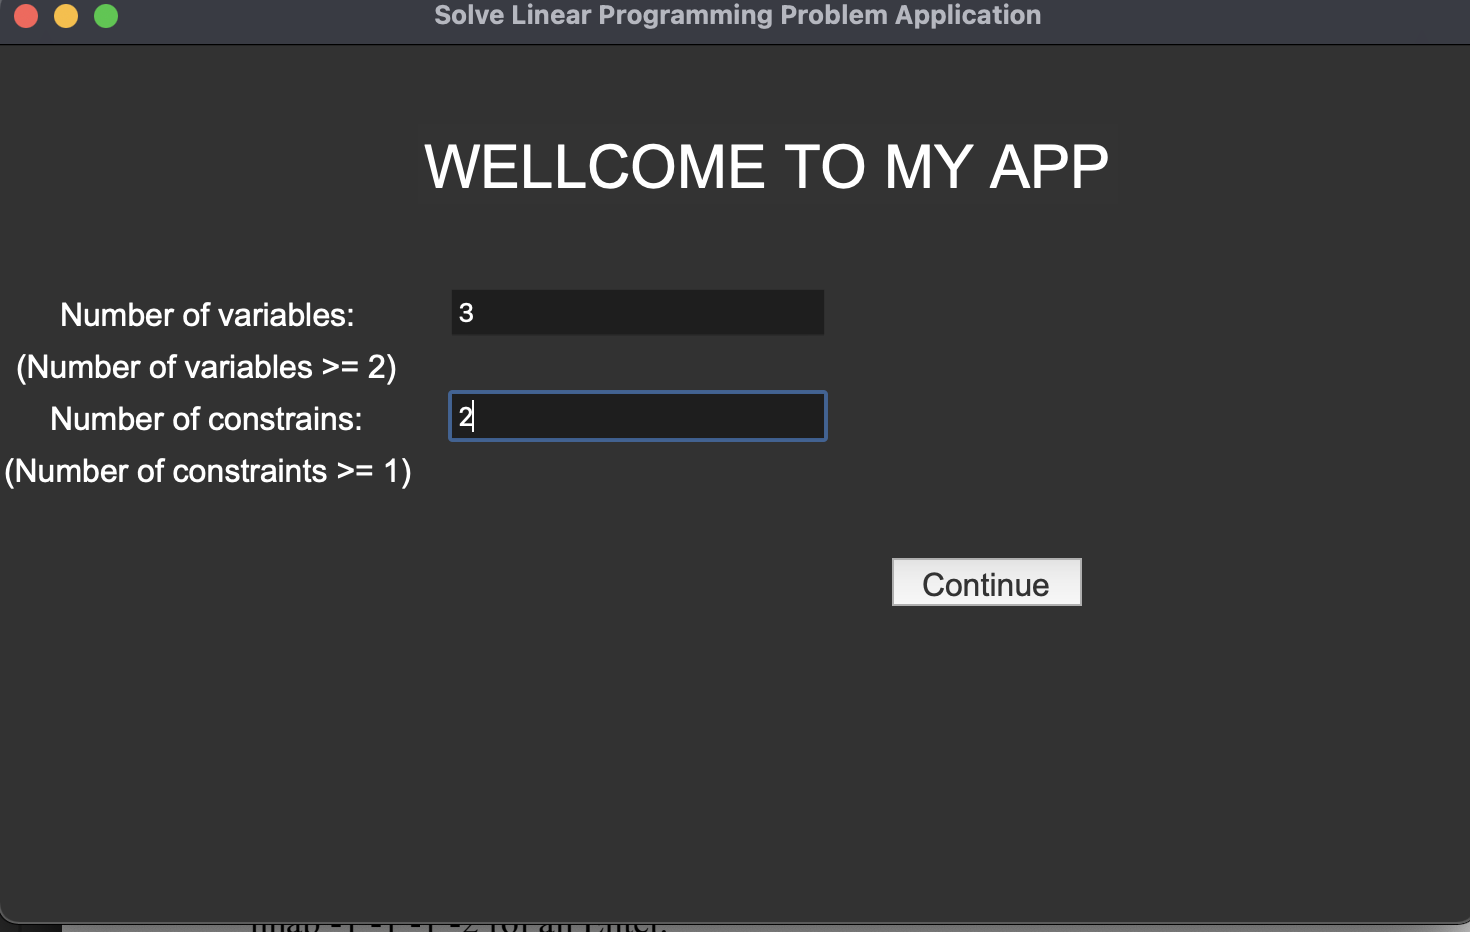 Solve Linear Programming Problem Application
WELLCOME TO MY APP
Number of variables: 3
(Number of variables >= 2)
Number of constrains: 2
(Number of constraints >= 1)
Continue